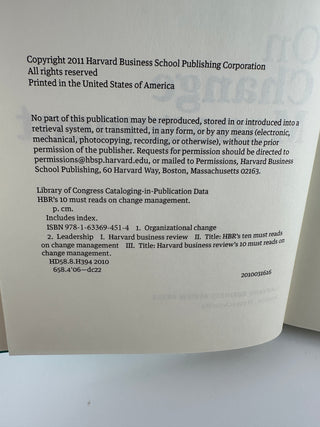 Copyright 2011 Harvard Business School Publishing Corporation
All rights reserved
Printed in the United States of America
No part of this publication may be reproduced, stored in or introduced into a
retrieval system, or transmitted, in any form, or by any means (electronic,
mechanical, photocopying, recording, or otherwise), without the prior
permission of the publisher. Requests for permission should be directed to
permissions@hbsp.harvard.edu, or mailed to Permissions, Harvard Business
School Publishing, 60 Harvard Way, Boston, Massachusetts 02163.
Library of Congress Cataloging-in-Publication Data
HBR's 10 must reads on change management.
p. cm.
Includes index.
ISBN 978-1-63369-451-4 1. Organizational change
2. Leadership I. Harvard business review II. Title: HBR's ten must reads
on change management III. Title: Harvard business review's 10 must reads on
change management.
HD58.8.H394 2010
658.4'06—dc22
2010031616
On
Change